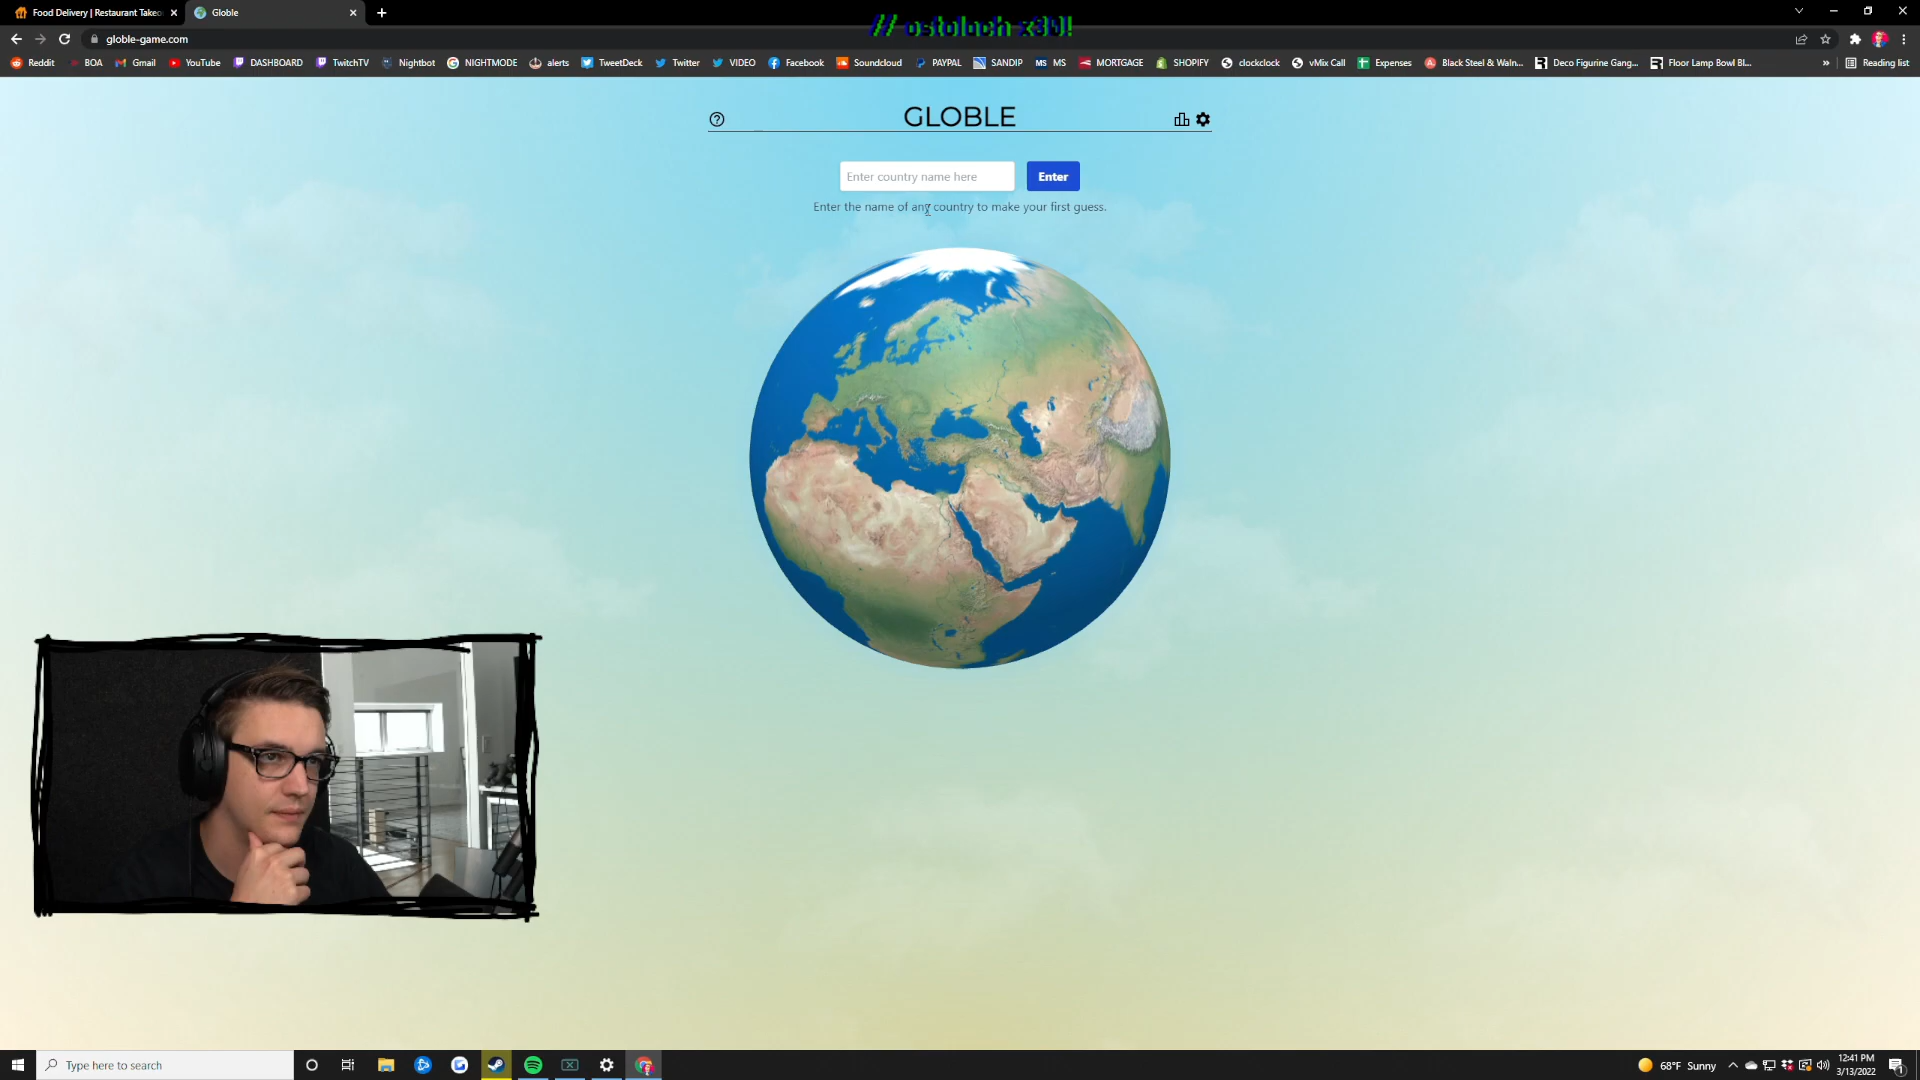 Food Delivery | Restaurant Takeo
Globle
globle-game.com
Reddit
BOA
Gmail
YouTube
DASHBOARD
TwitchTV
Nightbot
NIGHTMODE
alerts
TweetDeck
Twitter
VIDEO
Facebook
Soundcloud
PAYPAL
SANDIP
MS MS
MORTGAGE
SHOPIFY
clockclock
vMix Call
Expenses
Black Steel & Waln...
Deco Figurine Gang...
Floor Lamp Bowl Bl...
»
Reading list
GLOBLE
Enter country name here
Enter
Enter the name of any country to make your first guess.
Type here to search
68°F Sunny
12:41 PM
3/13/2022
1